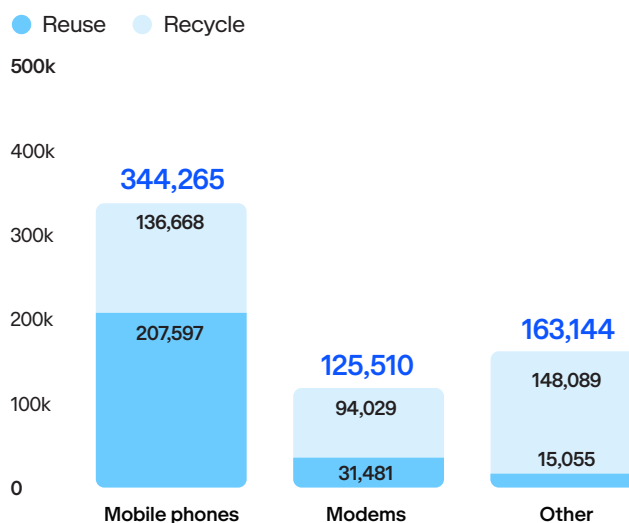 Reuse Recycle
500k
400k
344,265
136,668
300k
200k
207,597
163,144
125,510
148,089
100k
94,029
15,055
31,481
0
Mobile phones Modems Other